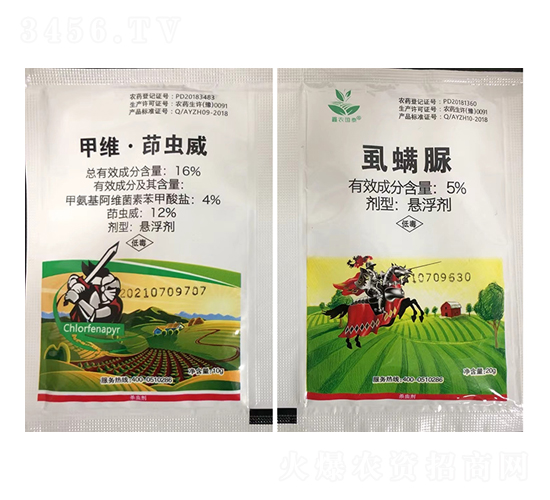 3456.TV
农药登记证号：PD20183483
生产许可证号：农药生许(豫)0091
产品标准证号：Q/AYZH09-2018
甲维·茚虫威
总有效成分含量：16%
有效成分及其含量：
甲氨基阿维菌素苯甲酸盐：4%
茚虫威：12%
剂型：悬浮剂
低毒
20210709707
Chlorfenapyr
净含量:10g
服务热线:400-0510286
杀虫剂
农药登记证号：PD20181360
生产许可证号：农药生许(豫)0091
产品标准证号：Q/AYZH10-2018
虱螨脲
有效成分含量：5%
剂型：悬浮剂
低毒
10709630
服务热线:400-0510286
净含量:20g
杀虫剂
火爆农资招商网